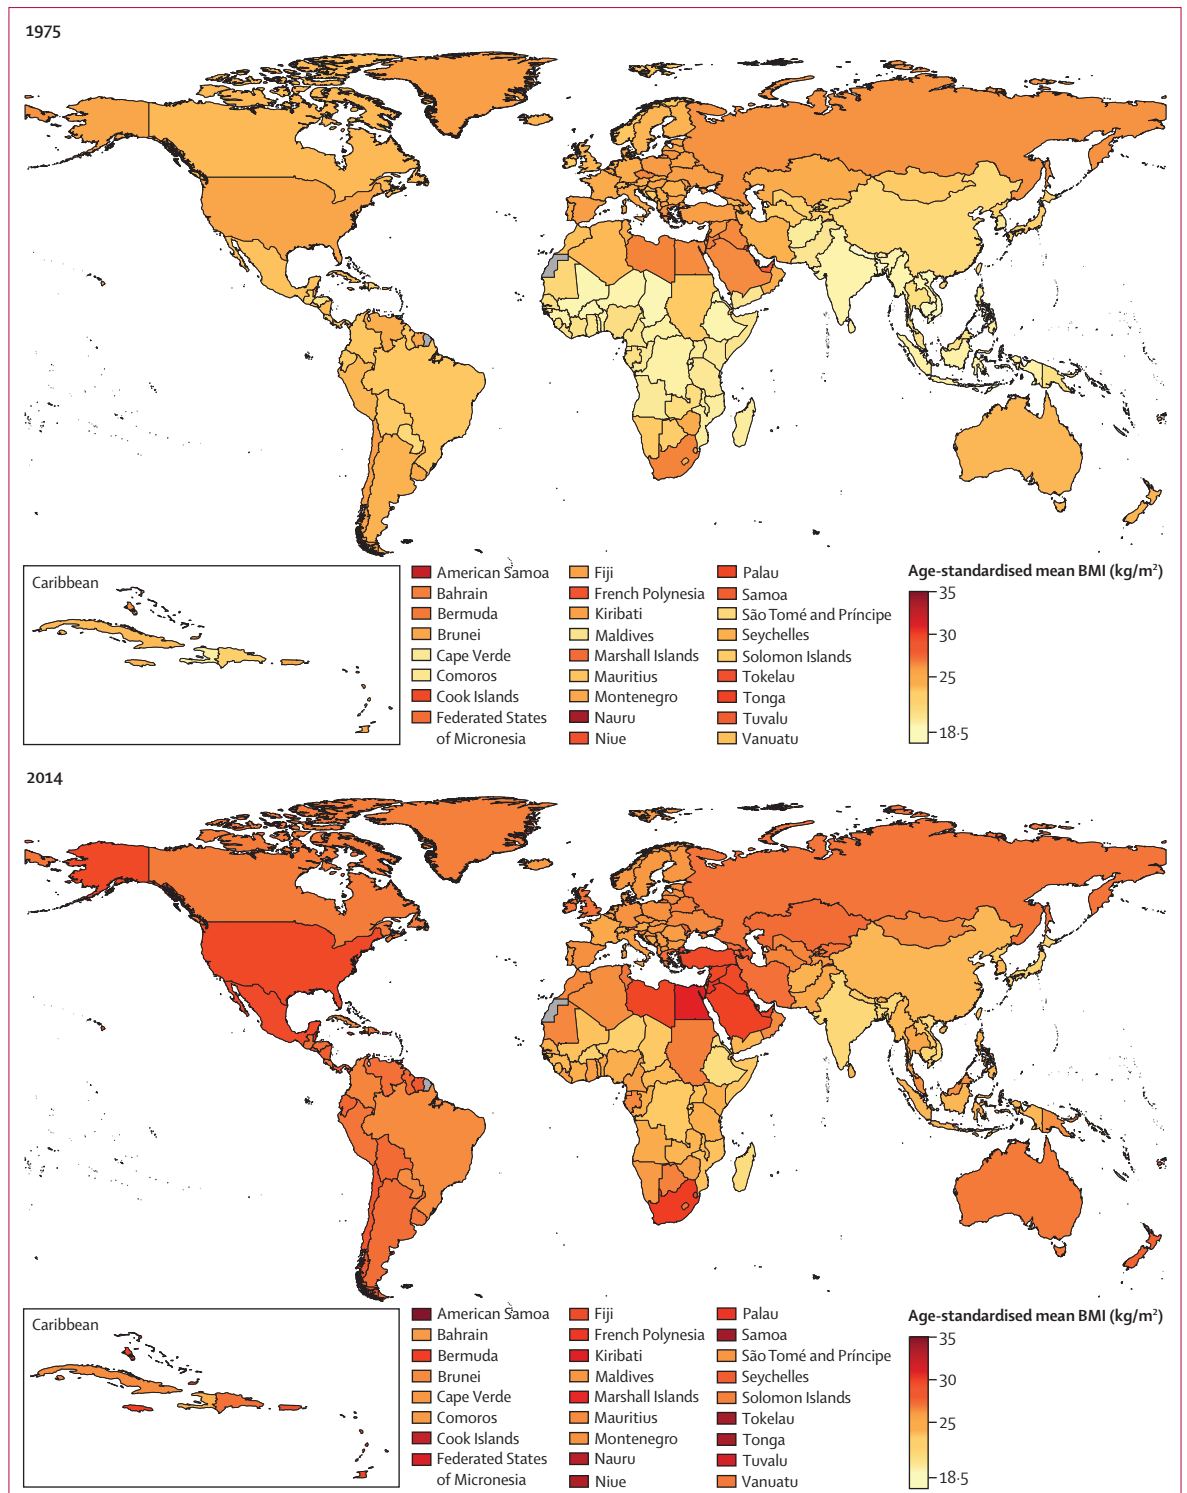 1975
Caribbean
American Samoa
Bahrain
Bermuda
Brunei
Cape Verde
Comoros
Cook Islands
Federated States
of Micronesia
Fiji
French Polynesia
Kiribati
Maldives
Marshall Islands
Mauritius
Montenegro
Nauru
Niue
Palau
Samoa
São Tomé and Príncipe
Seychelles
Solomon Islands
Tokelau
Tonga
Tuvalu
Vanuatu
Age-standardised mean BMI (kg/m²)
35
30
25
18·5
2014
Caribbean
American Samoa
Bahrain
Bermuda
Brunei
Cape Verde
Comoros
Cook Islands
Federated States
of Micronesia
Fiji
French Polynesia
Kiribati
Maldives
Marshall Islands
Mauritius
Montenegro
Nauru
Niue
Palau
Samoa
São Tomé and Príncipe
Seychelles
Solomon Islands
Tokelau
Tonga
Tuvalu
Vanuatu
Age-standardised mean BMI (kg/m²)
35
30
25
18·5